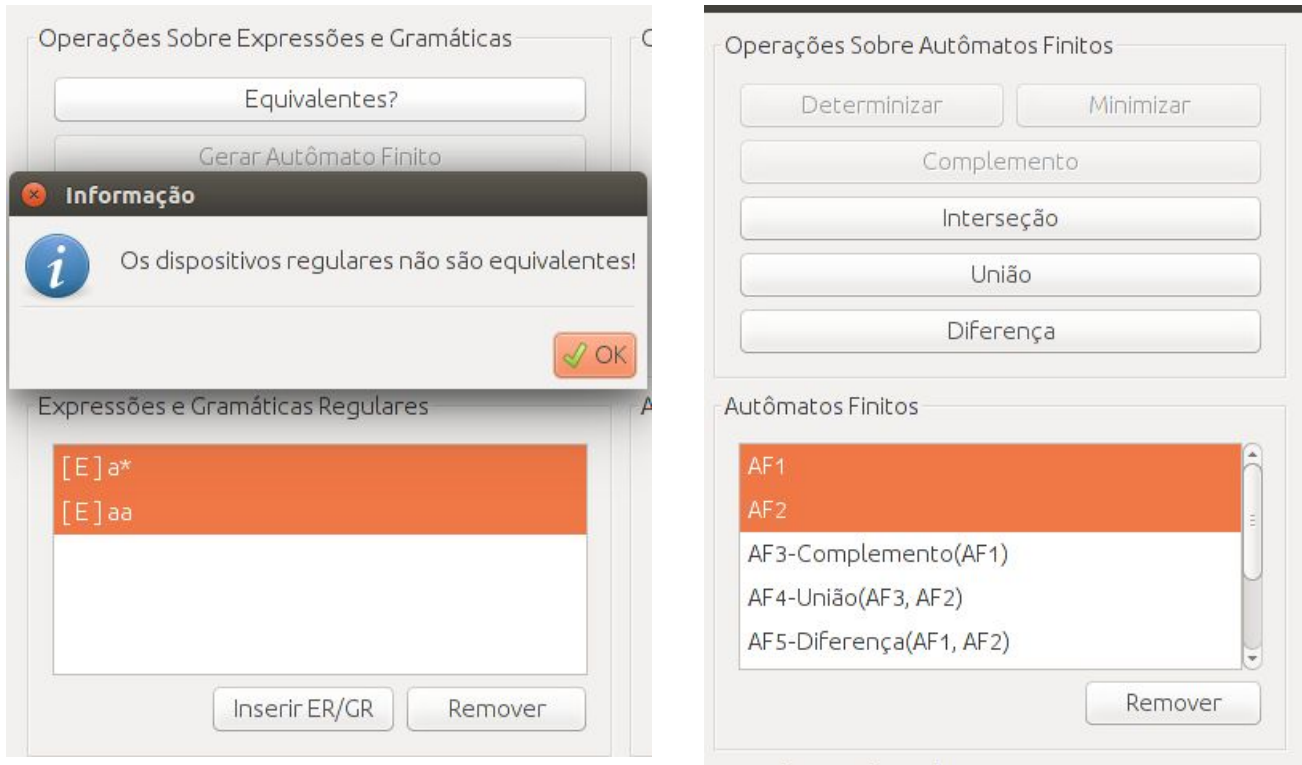 Operações Sobre Expressões e Gramáticas
Equivalentes?
Gerar Autômato Finito
Informação
Os dispositivos regulares não são equivalentes!
OK
Expressões e Gramáticas Regulares
[ E ] a*
[ E ] aa
Inserir ER/GR
Remover
Operações Sobre Autômatos Finitos
Determinizar
Minimizar
Complemento
Interseção
União
Diferença
Autômatos Finitos
AF1
AF2
AF3-Complemento(AF1)
AF4-União(AF3, AF2)
AF5-Diferença(AF1, AF2)
Remover